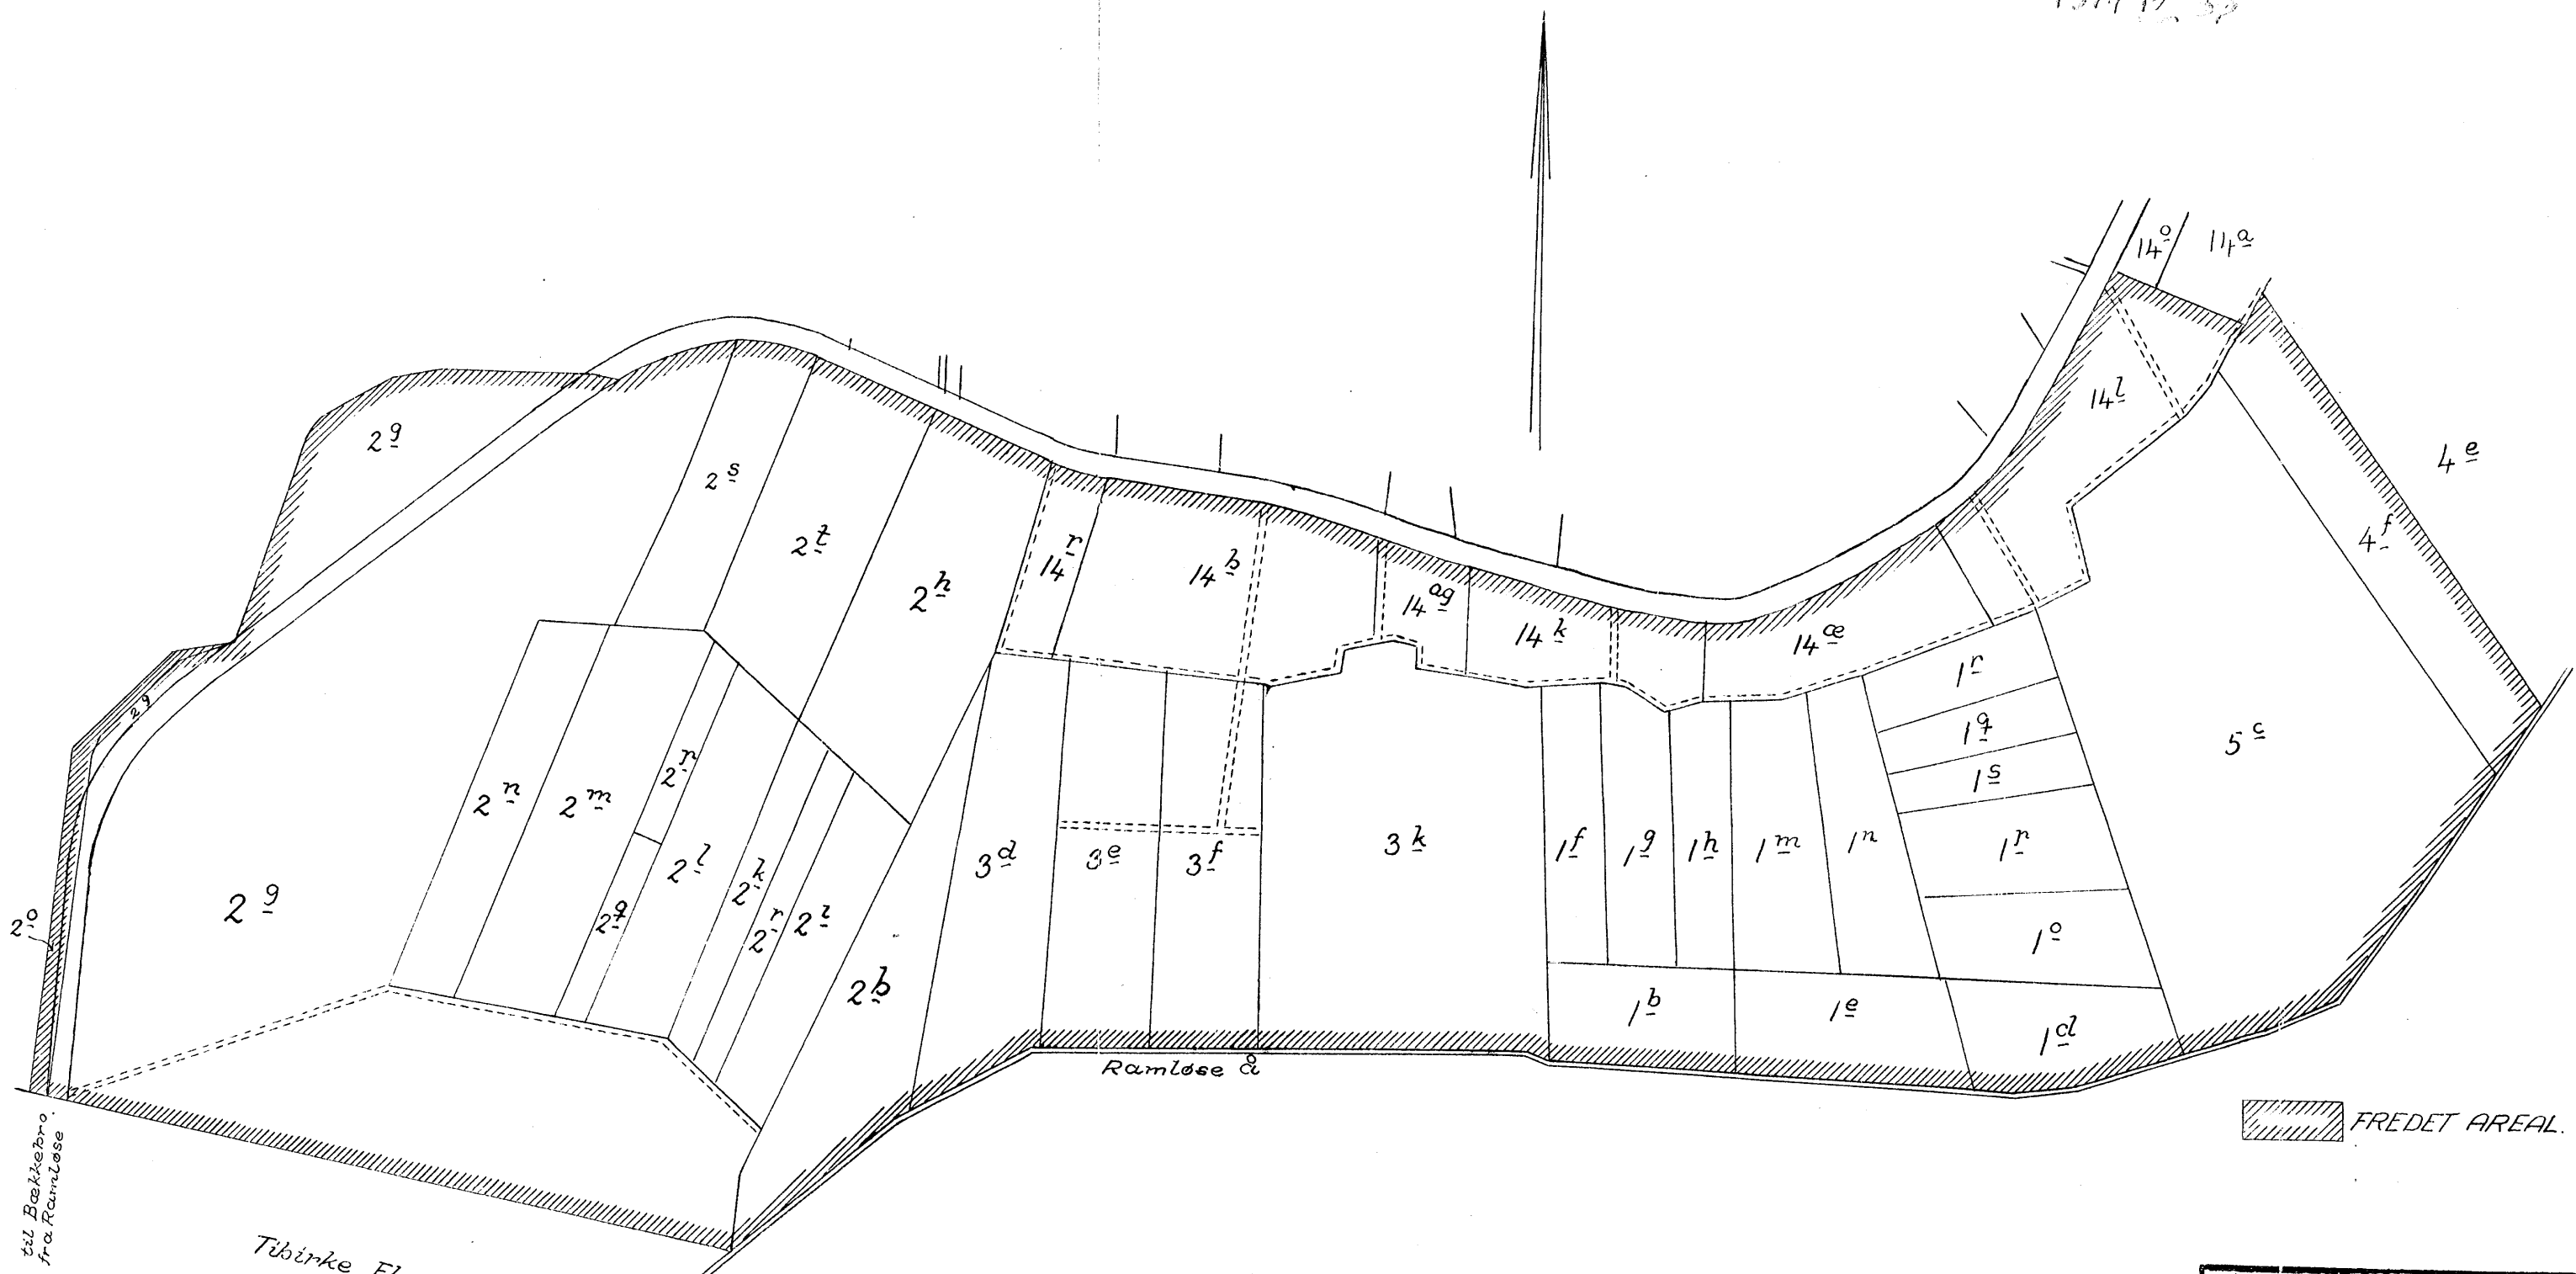 14o
14a
14l
2g
4e
2s
4f
2t
14r
14b
2h
14ag
14k
14æ
1r
2g
1q
5c
1s
2r
2n
2m
3d
3e
3f
3k
1f
1g
1h
1m
1n
1r
2l
2k
2g
2q
2r
2i
2o
1o
2b
1b
1e
1d
Ramløse å
FREDET AREAL.
til Bækkebro.
fra Ramløse
Tibirke